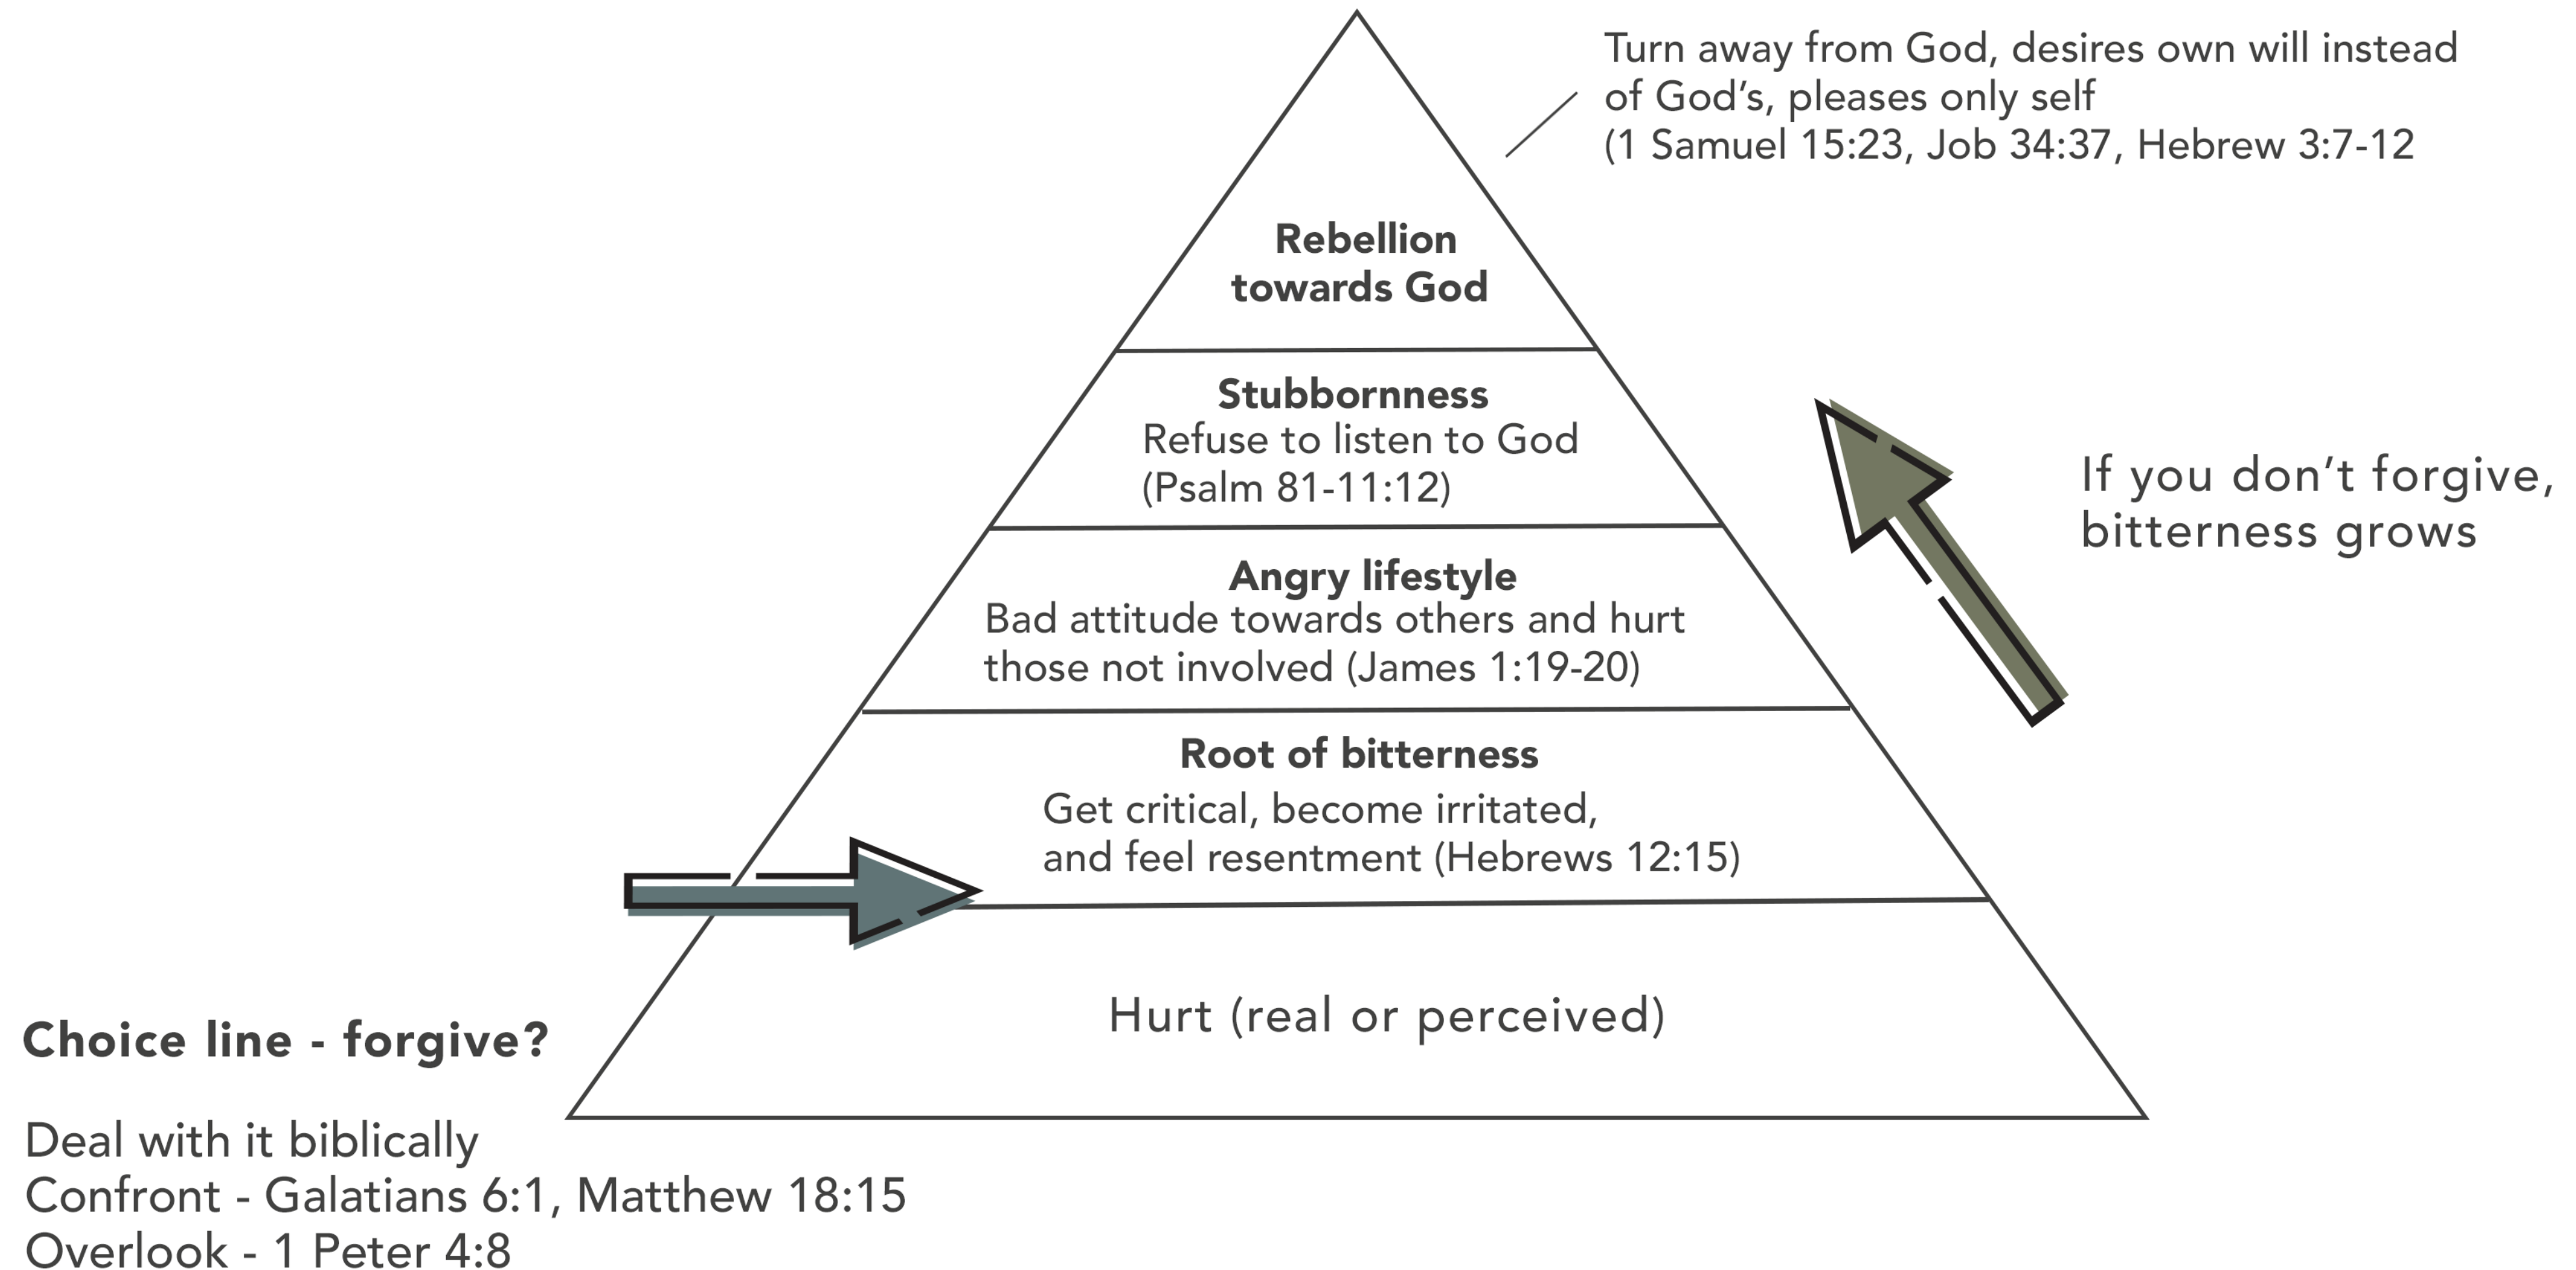 Turn away from God, desires own will instead
of God's, pleases only self
(1 Samuel 15:23, Job 34:37, Hebrew 3:7-12
Rebellion
towards God
Stubbornness
Refuse to listen to God
(Psalm 81-11:12)
If you don't forgive,
bitterness grows
Angry lifestyle
Bad attitude towards others and hurt
those not involved (James 1:19-20)
Root of bitterness
Get critical, become irritated,
and feel resentment (Hebrews 12:15)
Hurt (real or perceived)
Choice line - forgive?
Deal with it biblically
Confront - Galatians 6:1, Matthew 18:15
Overlook - 1 Peter 4:8